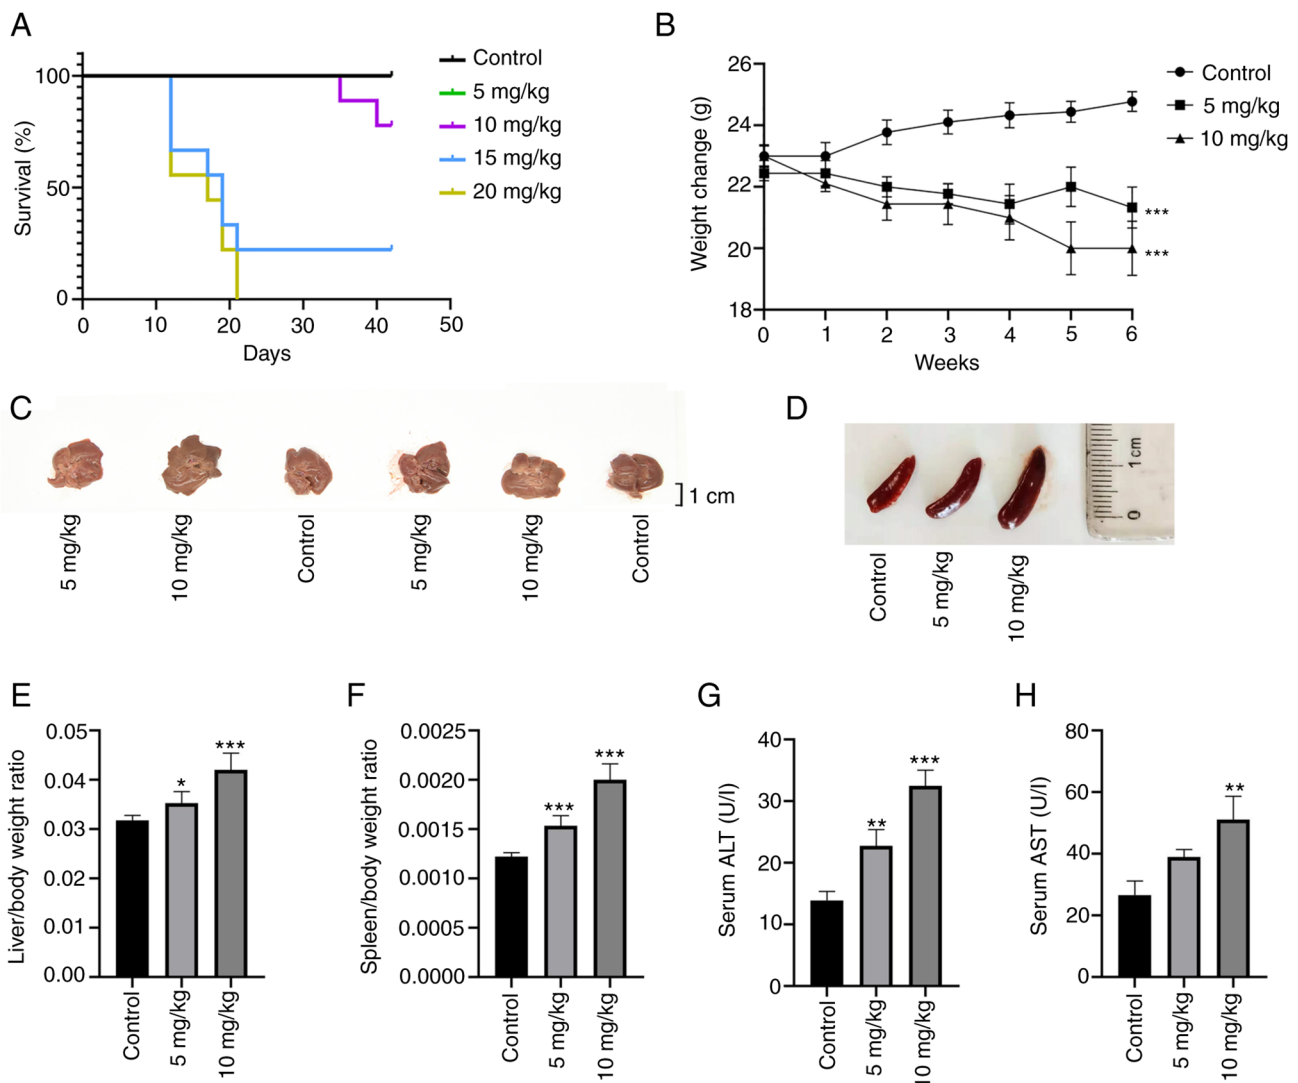 A
Survival (%)
100
50
0
0 10 20 30 40 50
Days
Control
5 mg/kg
10 mg/kg
15 mg/kg
20 mg/kg
B
Weight change (g)
26
24
22
20
18
0 1 2 3 4 5 6
Weeks
Control
5 mg/kg
10 mg/kg
***
***
C
1 cm
5 mg/kg
10 mg/kg
Control
5 mg/kg
10 mg/kg
Control
D
1cm
0
Control
5 mg/kg
10 mg/kg
E
Liver/body weight ratio
0.05
0.04
0.03
0.02
0.01
0.00
*
***
Control
5 mg/kg
10 mg/kg
F
Spleen/body weight ratio
0.0025
0.0020
0.0015
0.0010
0.0005
0.0000
***
***
Control
5 mg/kg
10 mg/kg
G
Serum ALT (U/l)
40
30
20
10
0
**
***
Control
5 mg/kg
10 mg/kg
H
Serum AST (U/l)
80
60
40
20
0
**
Control
5 mg/kg
10 mg/kg